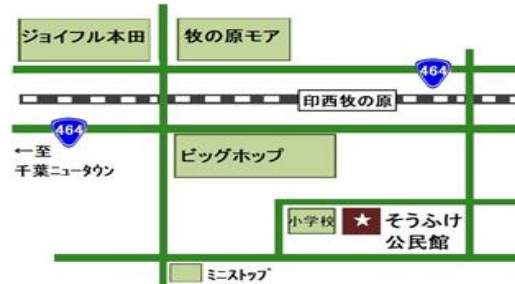 ジョイフル本田
牧の原モア
464
印西牧の原
464
←至
千葉ニュータウン
ビッグホップ
小学校
そうふけ
公民館
ミニストップ